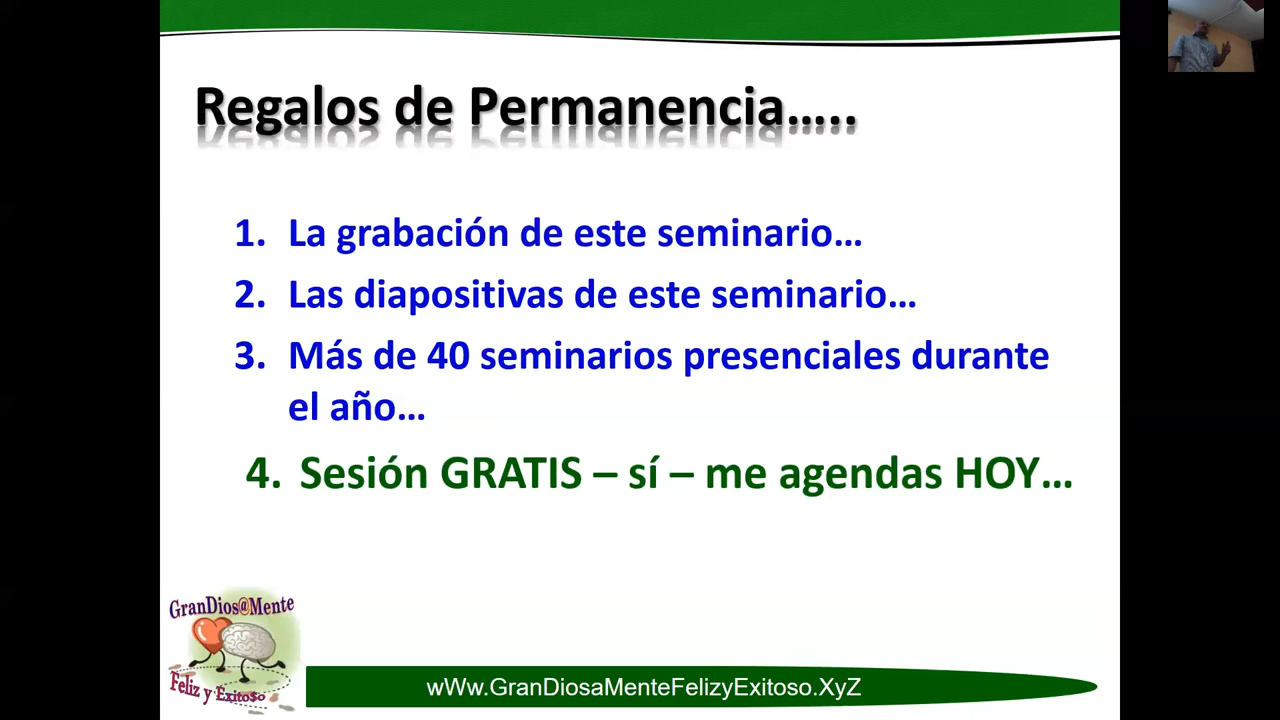 Regalos de Permanencia.....
1. La grabación de este seminario...
2. Las diapositivas de este seminario...
3. Más de 40 seminarios presenciales durante
el año...
4. Sesión GRATIS – sí – me agendas HOY...
GranDios@Mente
Feliz y Exito$o
wWw.GranDiosaMenteFelizyExitoso.XyZ